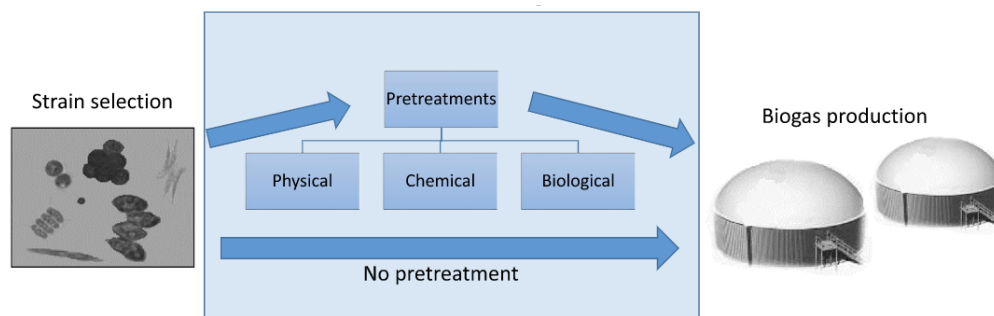 Strain selection
Pretreatments
Physical
Chemical
Biological
No pretreatment
Biogas production